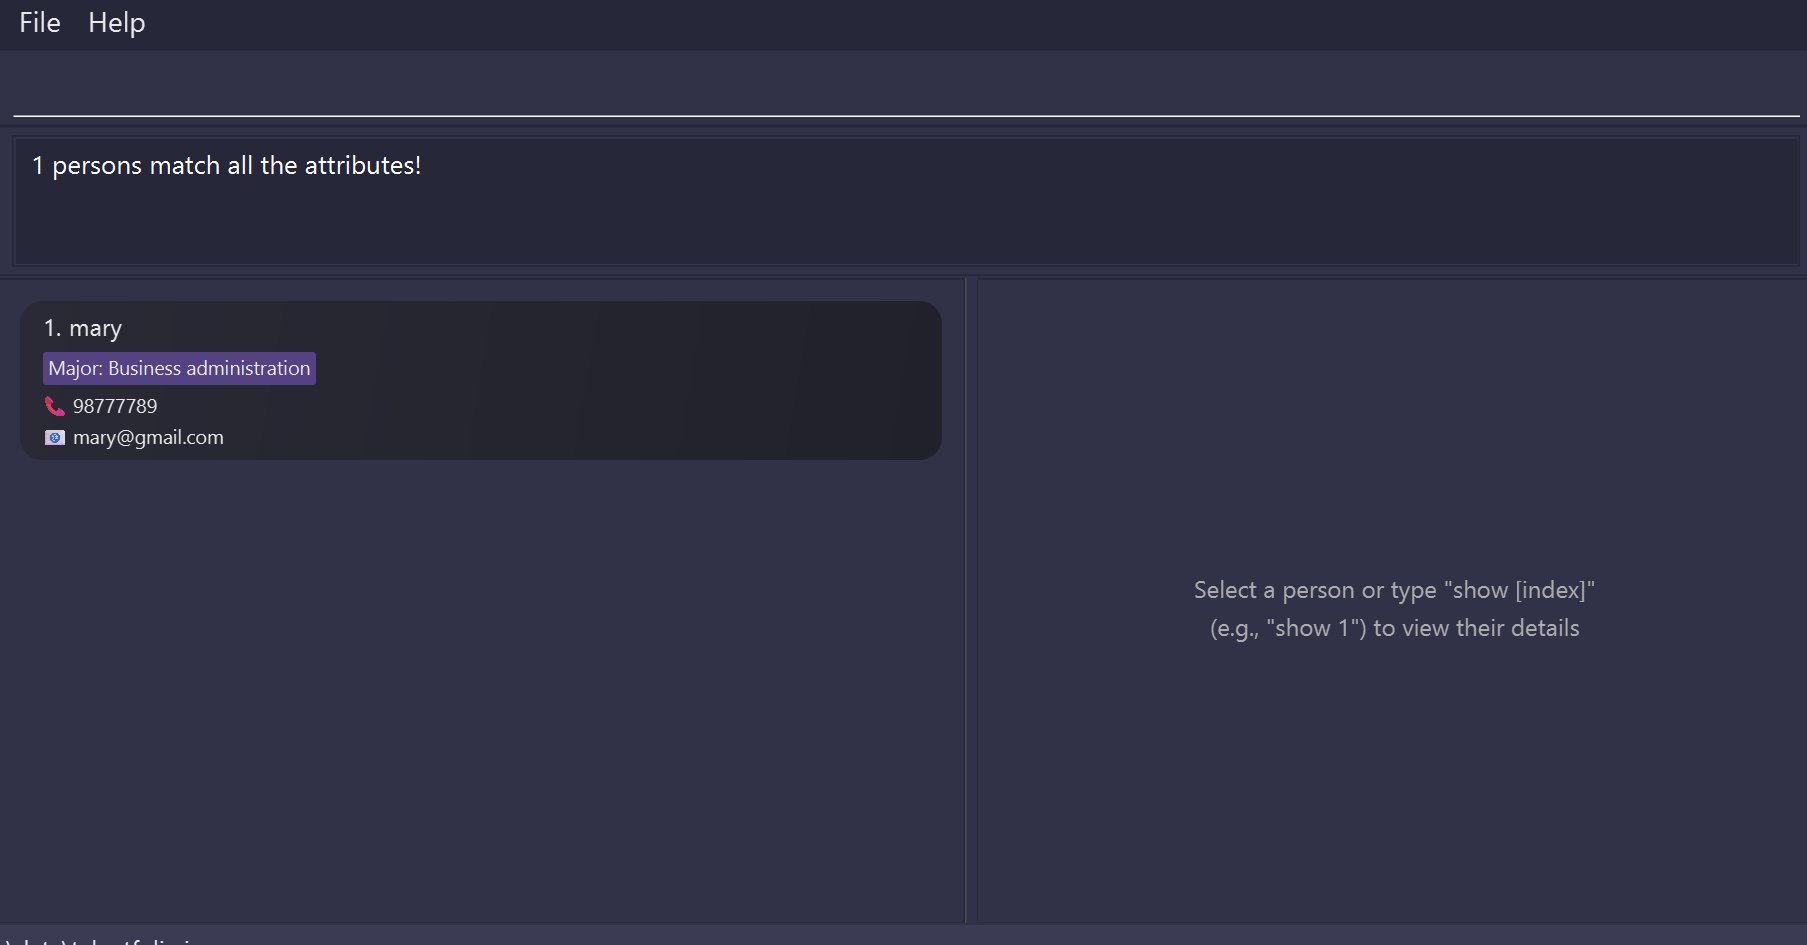 File Help
1 persons match all the attributes!
1. mary
Major: Business administration
98777789
mary@gmail.com
Select a person or type "show [index]"
(e.g., "show 1") to view their details